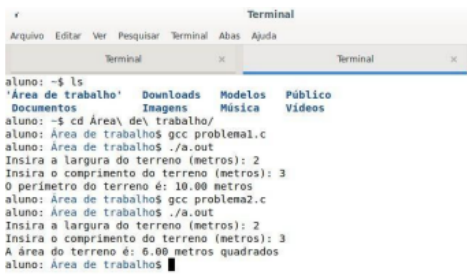 Terminal
Arquivo Editar Ver Pesquisar Terminal Abas Ajuda
Terminal × Terminal ×
aluno: ~$ ls
'Área de trabalho' Downloads Modelos Público
Documentos Imagens Música Vídeos
aluno: ~$ cd Área\ de\ trabalho/
aluno: Área de trabalho$ gcc problema1.c
aluno: Área de trabalho$ ./a.out
Insira a largura do terreno (metros): 2
Insira o comprimento do terreno (metros): 3
O perímetro do terreno é: 10.00 metros
aluno: Área de trabalho$ gcc problema2.c
aluno: Área de trabalho$ ./a.out
Insira a largura do terreno (metros): 2
Insira o comprimento do terreno (metros): 3
A área do terreno é: 6.00 metros quadrados
aluno: Área de trabalho$